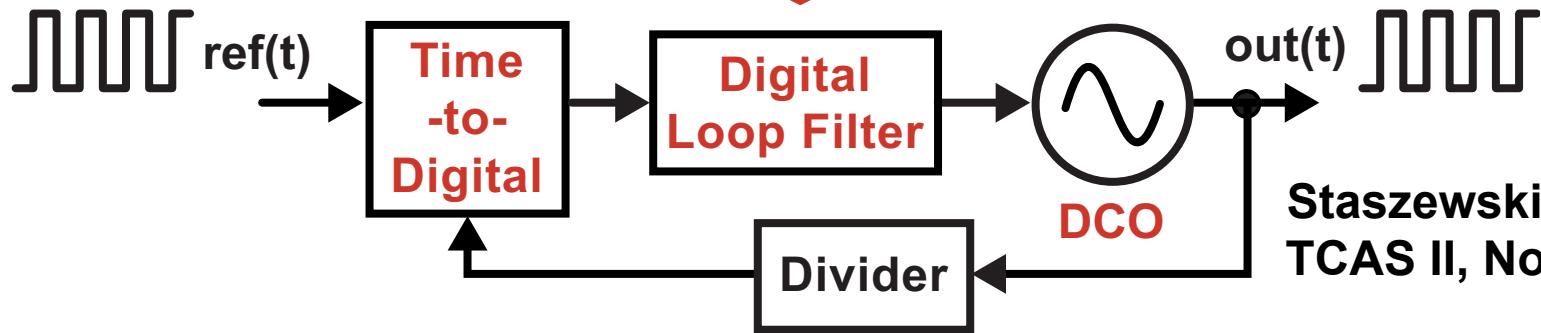 ref(t)
Time
-to-
Digital
Digital
Loop Filter
out(t)
DCO
Divider
Staszewski
TCAS II, No